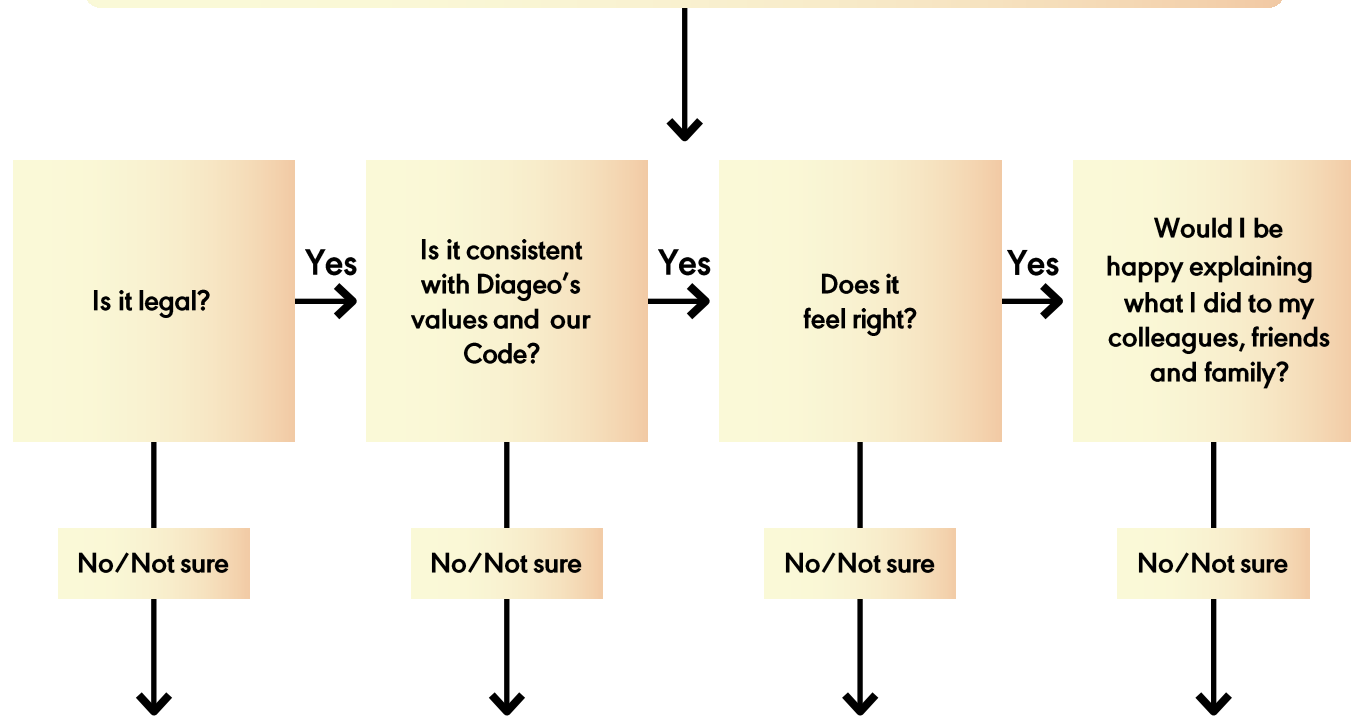 Is it legal?
Yes
Is it consistent
with Diageo's
values and our
Code?
Yes
Does it
feel right?
Yes
Would I be
happy explaining
what I did to my
colleagues, friends
and family?
No/Not sure
No/Not sure
No/Not sure
No/Not sure